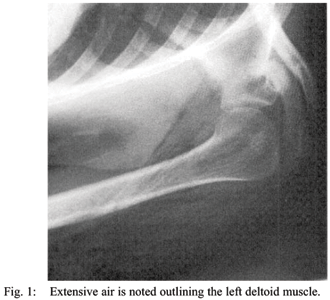 Fig. 1: Extensive air is noted outlining the left deltoid muscle.